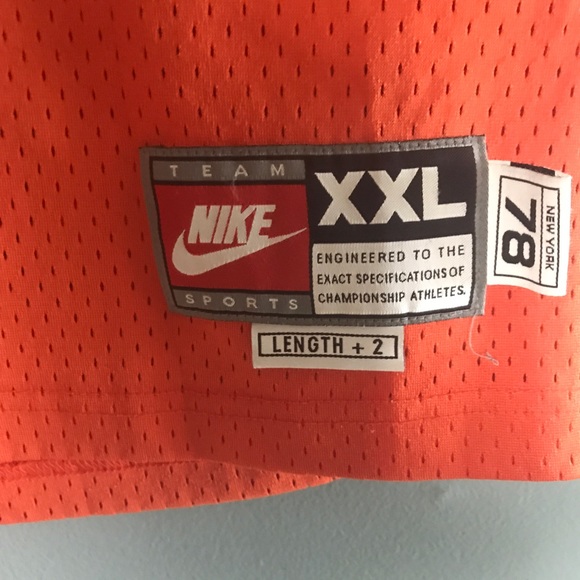 TEAM
NIKE
SPORTS
XXL
ENGINEERED TO THE
EXACT SPECIFICATIONS OF
CHAMPIONSHIP ATHLETES.
LENGTH + 2
NEW YORK
78